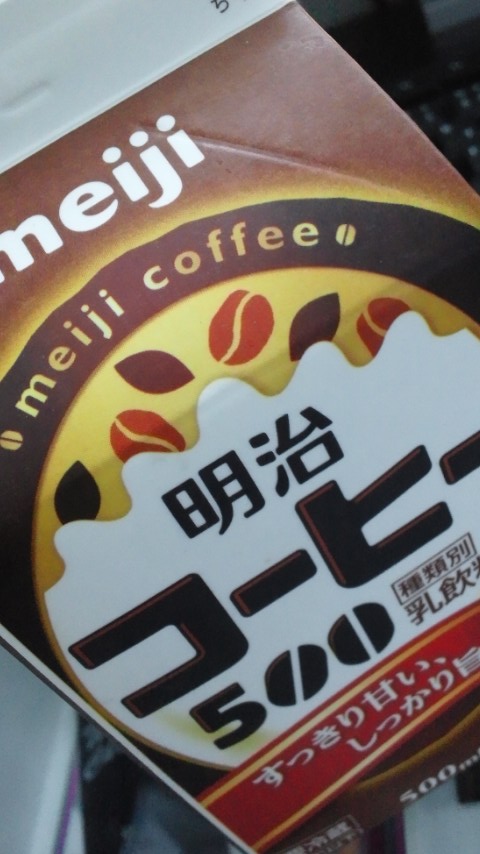 meiji
meiji coffee
明治
コーヒー
500
種類別
乳飲料
すっきり甘い、
しっかり旨
500ml